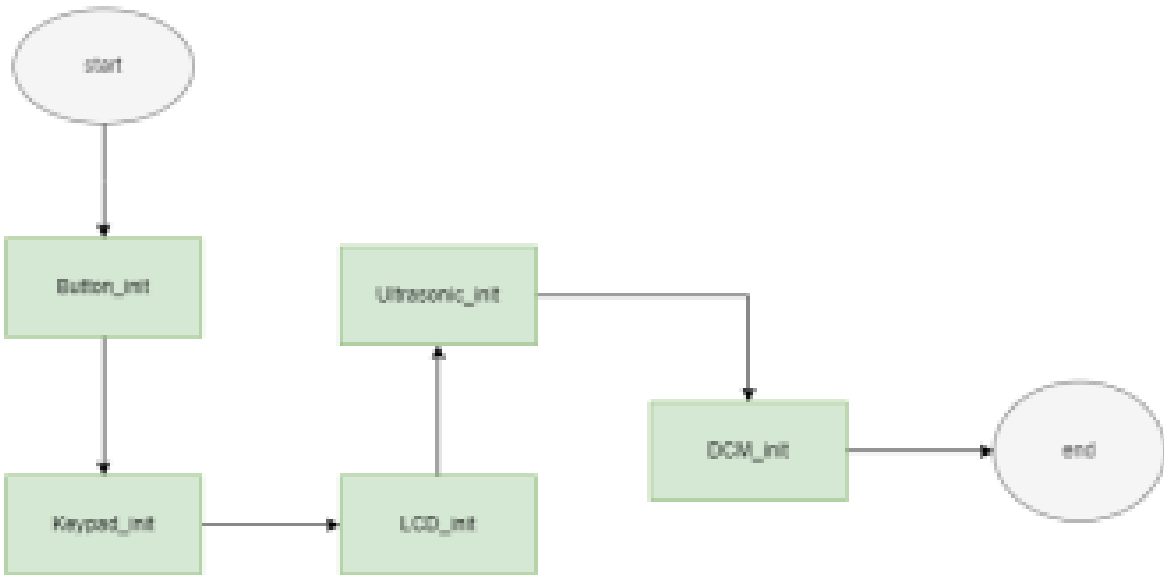 start
Button_init
Keypad_init
LCD_init
Ultrasonic_init
DCM_init
end